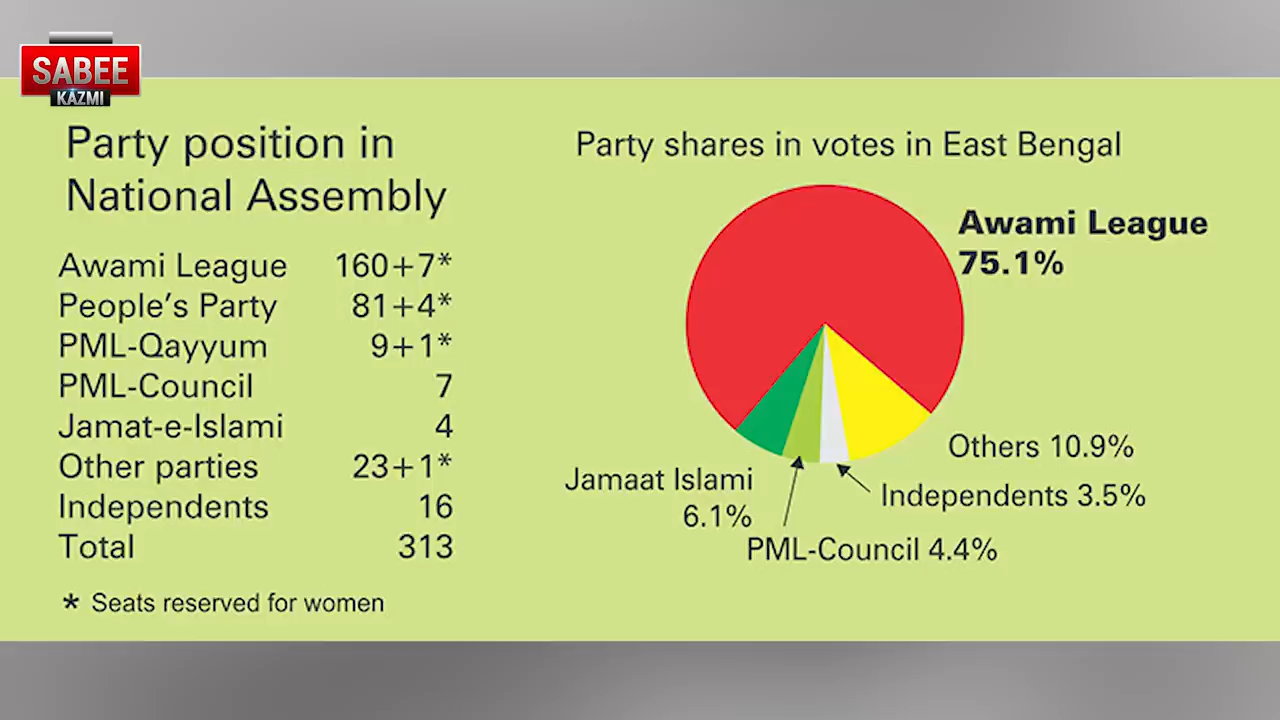 SABEE
KAZMI
Party position in
National Assembly
Awami League 160+7*
People's Party 81+4*
PML-Qayyum 9+1*
PML-Council 7
Jamat-e-Islami 4
Other parties 23+1*
Independents 16
Total 313
* Seats reserved for women
Party shares in votes in East Bengal
Awami League
75.1%
Others 10.9%
Independents 3.5%
Jamaat Islami
6.1%
PML-Council 4.4%